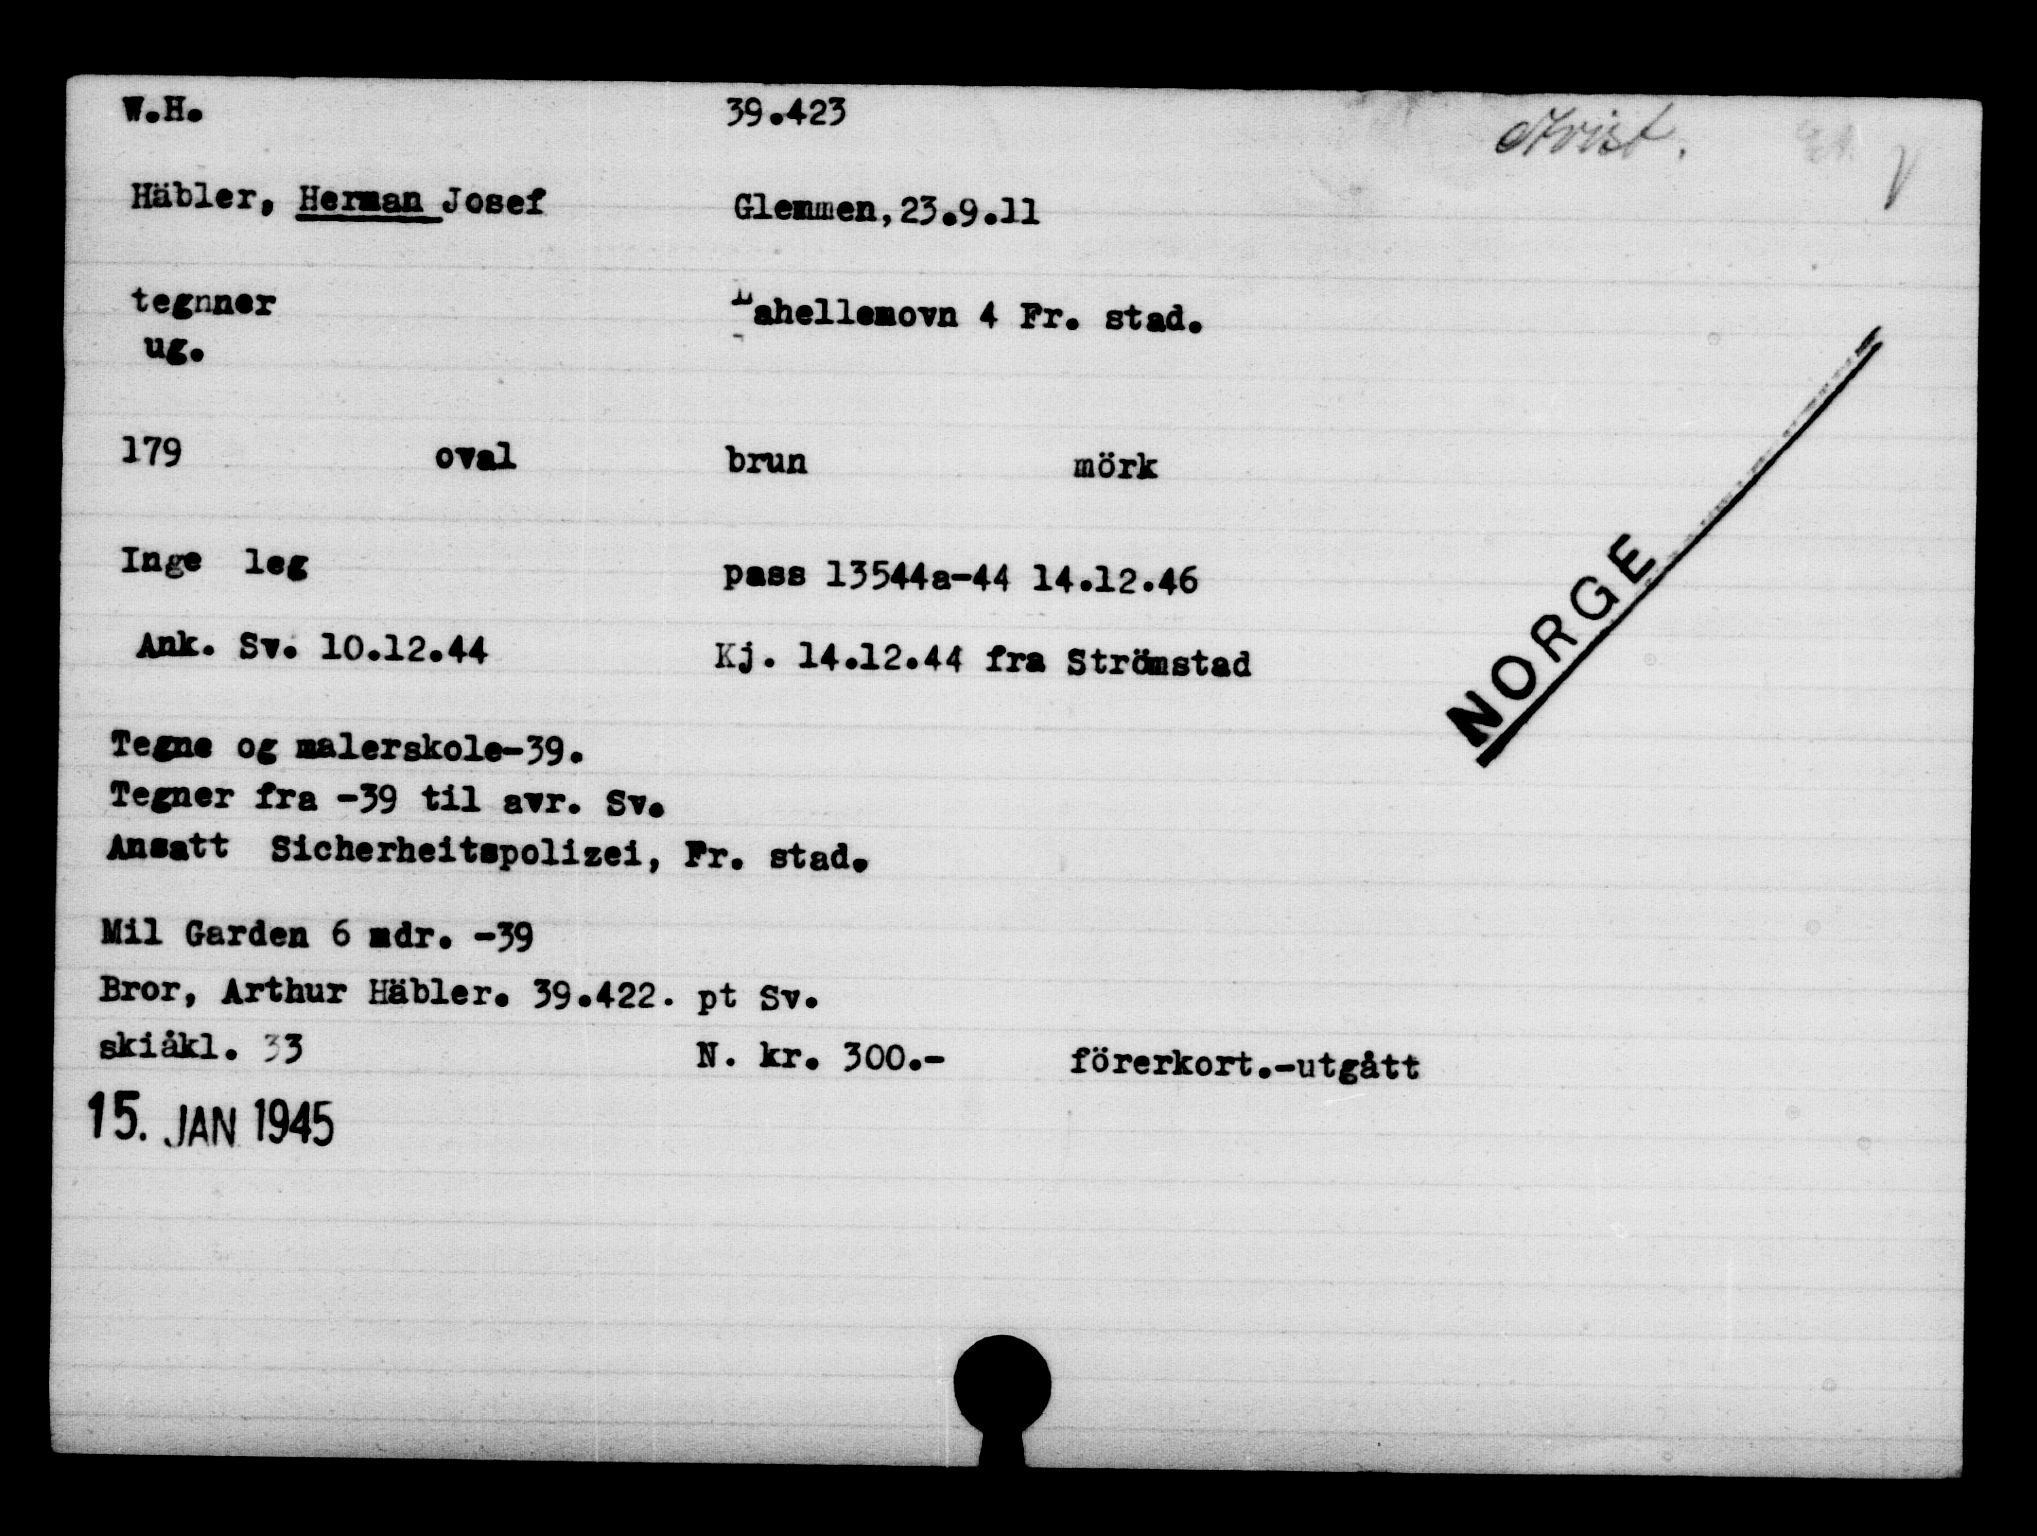 W.H. 39.423
Häbler, Herman Josef Glemmen, 23.9.11
tegnner Lahellemovn 4 Fr. stad.
ug.
179 oval brun mörk
Inge leg pass 13544a-44 14.12.46
Ank. Sv. 10.12.44 Kj. 14.12.44 fra Strömstad
NORGE
Tegne og malerskole-39.
Tegner fra -39 til avr. Sv.
Ansatt Sicherheitspolizei, Fr. stad.
Mil Garden 6 mdr. -39
Bror, Arthur Häbler. 39.422. pt Sv.
skiåkl. 33 N. kr. 300.- förerkort.-utgått
15. JAN 1945